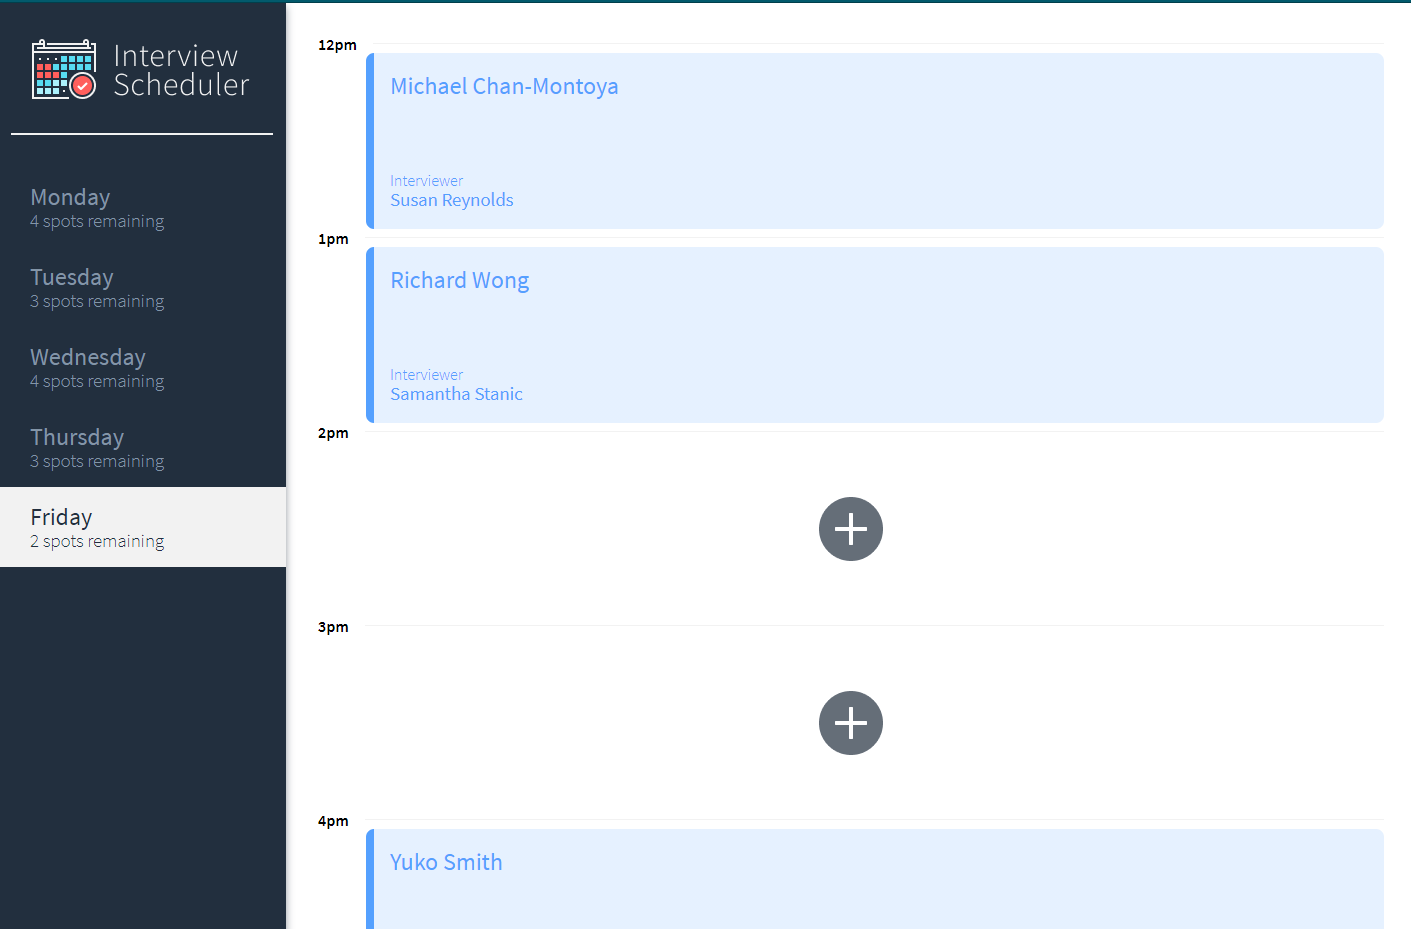 Interview
Scheduler
Monday
4 spots remaining
Tuesday
3 spots remaining
Wednesday
4 spots remaining
Thursday
3 spots remaining
Friday
2 spots remaining
12pm
Michael Chan-Montoya
Interviewer
Susan Reynolds
1pm
Richard Wong
Interviewer
Samantha Stanic
2pm
3pm
4pm
Yuko Smith